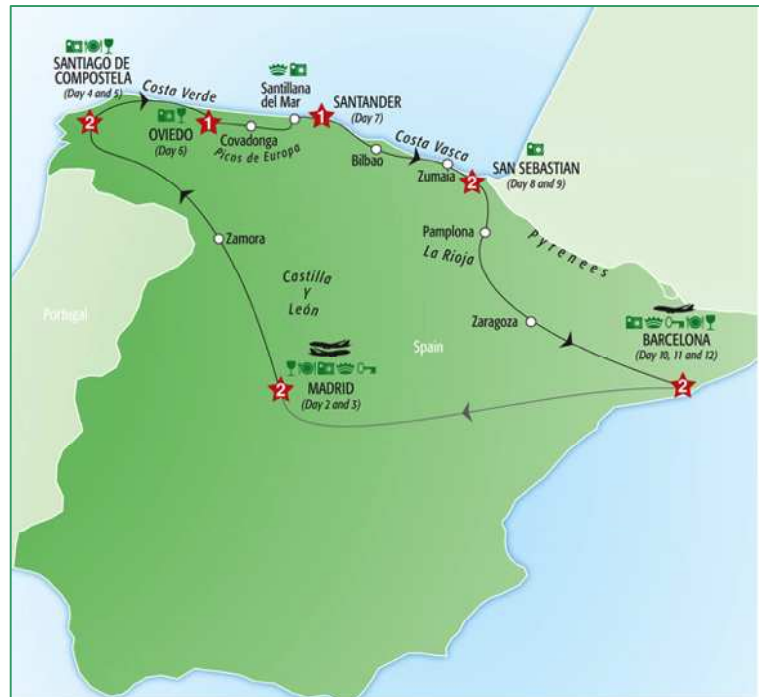 SANTIAGO DE
COMPOSTELA
(Day 4 and 5)
2
Costa Verde
OVIEDO
(Day 6)
1
Covadonga
Picos de Europa
Santillana
del Mar
1
SANTANDER
(Day 7)
Bilbao
Costa Vasca
Zumaia
2
SAN SEBASTIAN
(Day 8 and 9)
Pamplona
La Rioja
Pyrenees
Zaragoza
BARCELONA
(Day 10, 11 and 12)
2
Zamora
Castilla
Y
León
Portugal
Spain
MADRID
(Day 2 and 3)
2